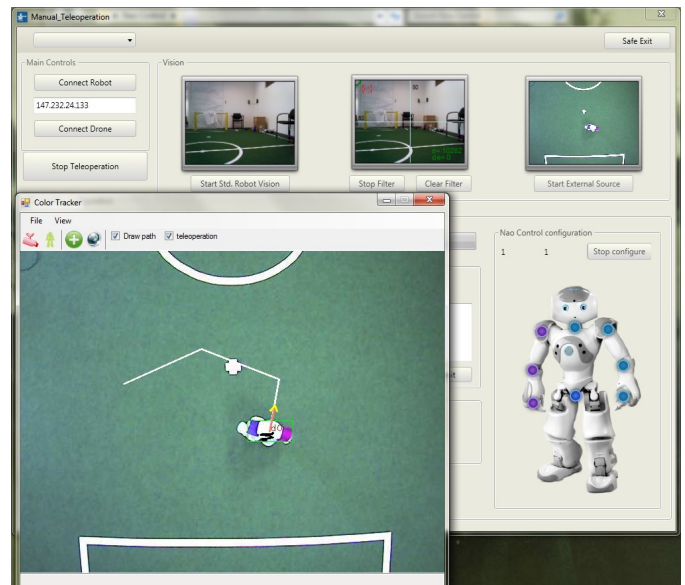 Manual_Teleoperation
Safe Exit
Main Controls
Vision
Connect Robot
147.232.24.133
Connect Drone
Stop Teleoperation
Start Std. Robot Vision
Stop Filter
Clear Filter
Start External Source
Color Tracker
File View
Draw path
teleoperation
Nao Control configuration
1 1
Stop configure